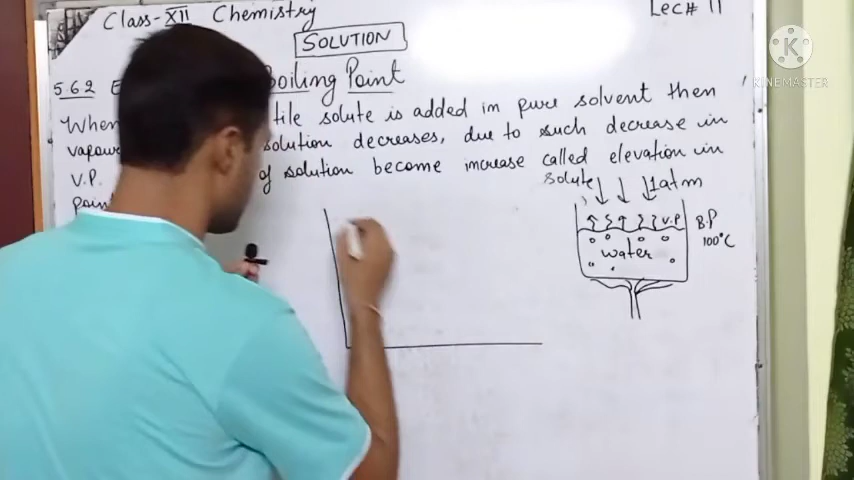 Class-XII Chemistry
Lec# 11
SOLUTION
5.6.2 E Boiling Point
When tile solute is added in pure solvent then
vapour solution decreases, due to such decrease in
V.P. of solution become increase called elevation in
poin
solute 1atm
V.P
B.P
100°C
water
KINEMASTER